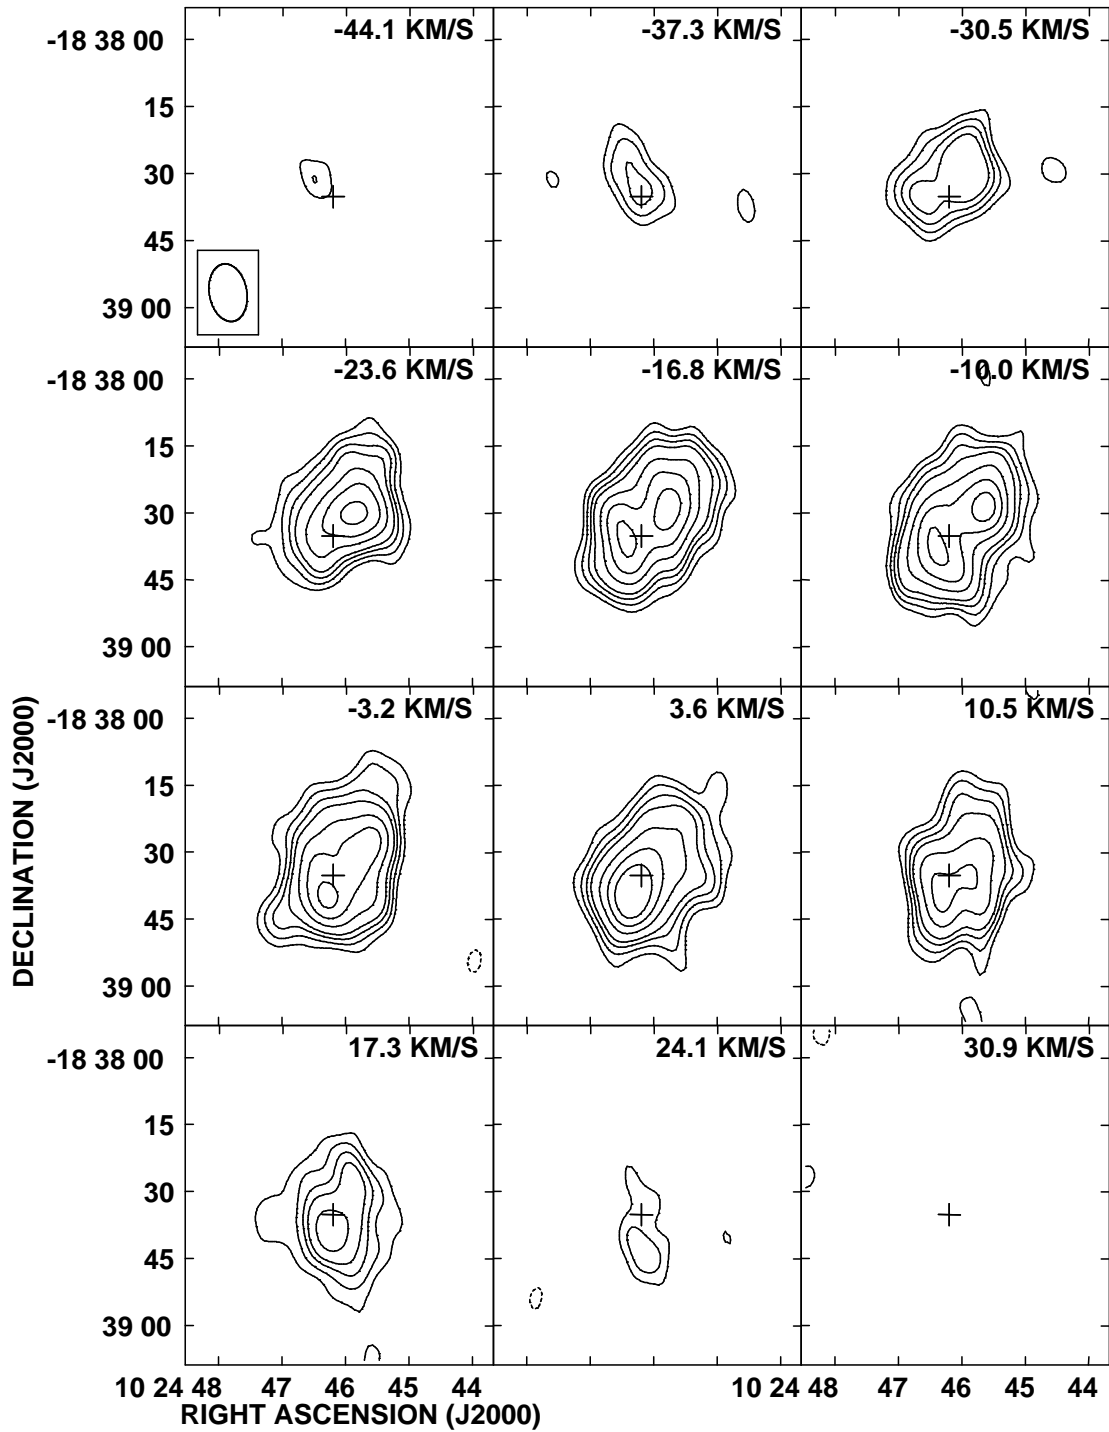 -44.1 KM/S
-37.3 KM/S
-30.5 KM/S
-18 38 00
15
30
45
39 00
-23.6 KM/S
-16.8 KM/S
-10.0 KM/S
-18 38 00
15
30
45
39 00
-3.2 KM/S
3.6 KM/S
10.5 KM/S
-18 38 00
15
30
45
39 00
17.3 KM/S
24.1 KM/S
30.9 KM/S
-18 38 00
15
30
45
39 00
DECLINATION (J2000)
10 24 48 47 46 45 44
10 24 48 47 46 45 44
RIGHT ASCENSION (J2000)